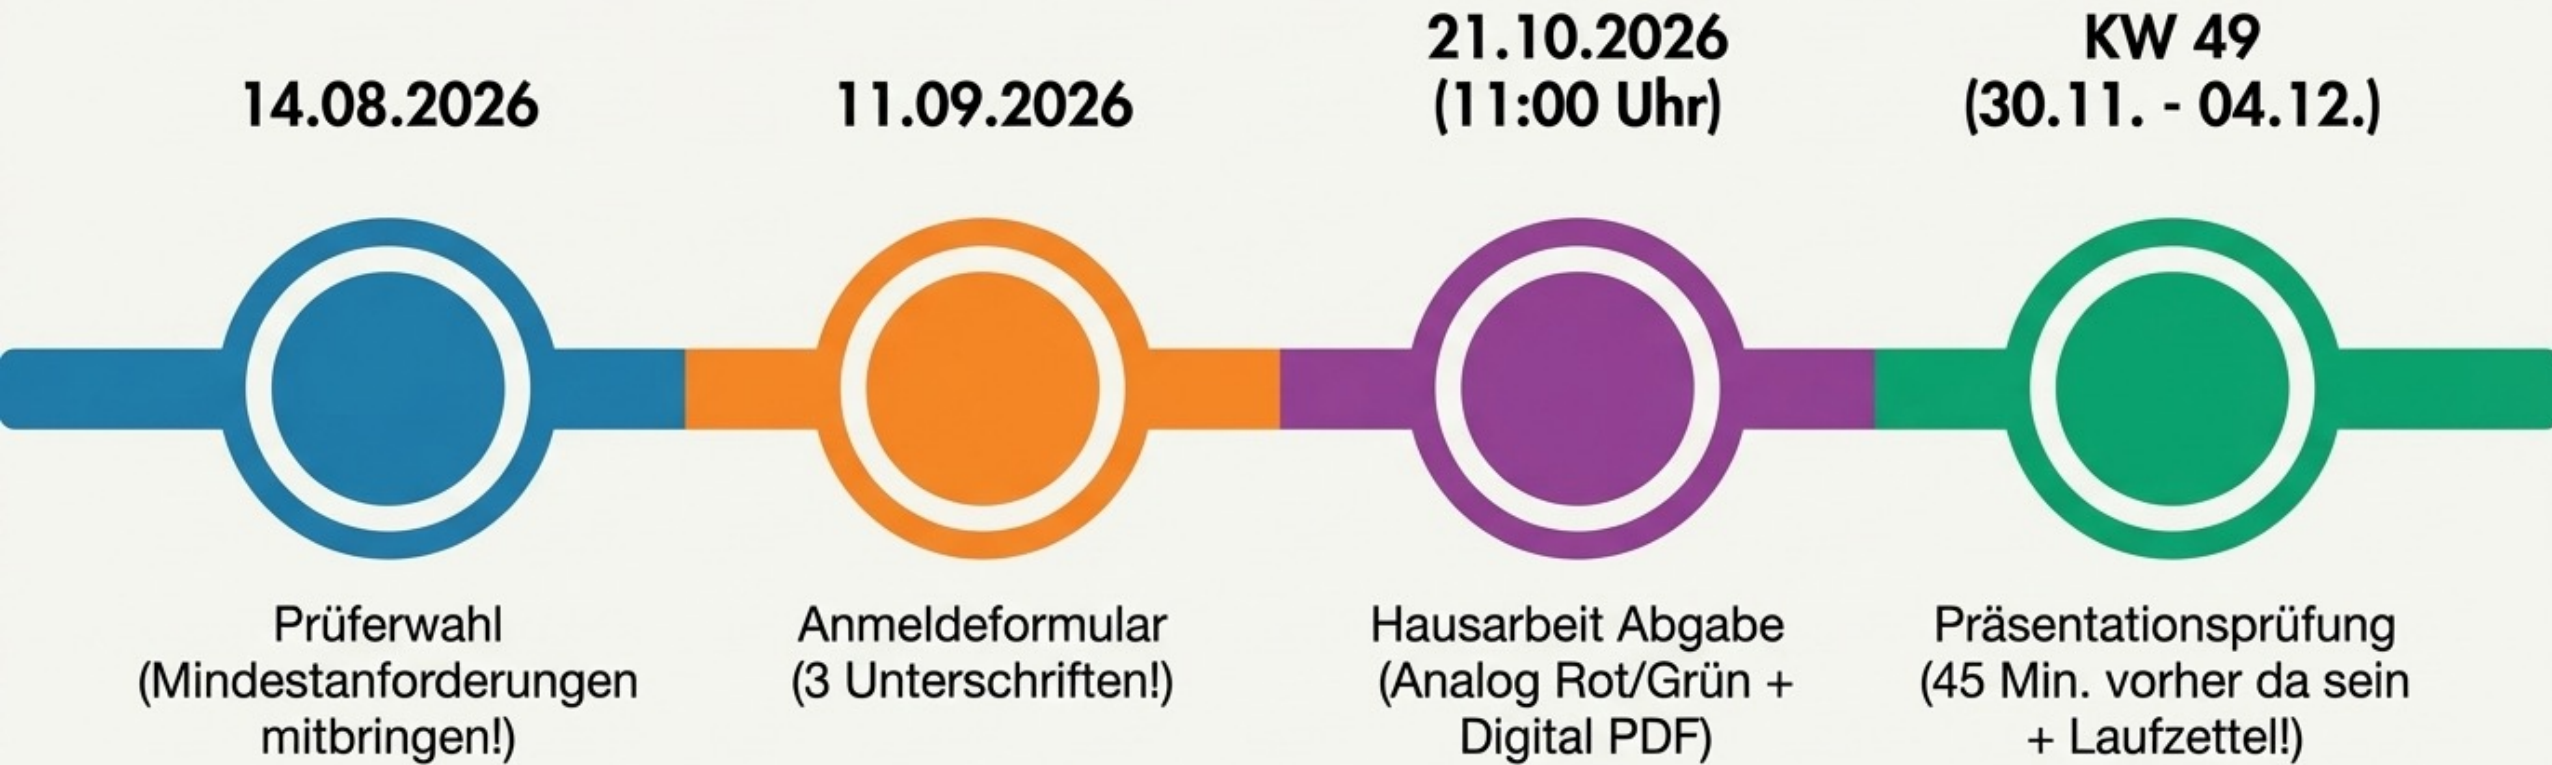 14.08.2026
Prüferwahl
(Mindestanforderungen
mitbringen!)
11.09.2026
Anmeldeformular
(3 Unterschriften!)
21.10.2026
(11:00 Uhr)
Hausarbeit Abgabe
(Analog Rot/Grün +
Digital PDF)
KW 49
(30.11. - 04.12.)
Präsentationsprüfung
(45 Min. vorher da sein
+ Laufzettel!)